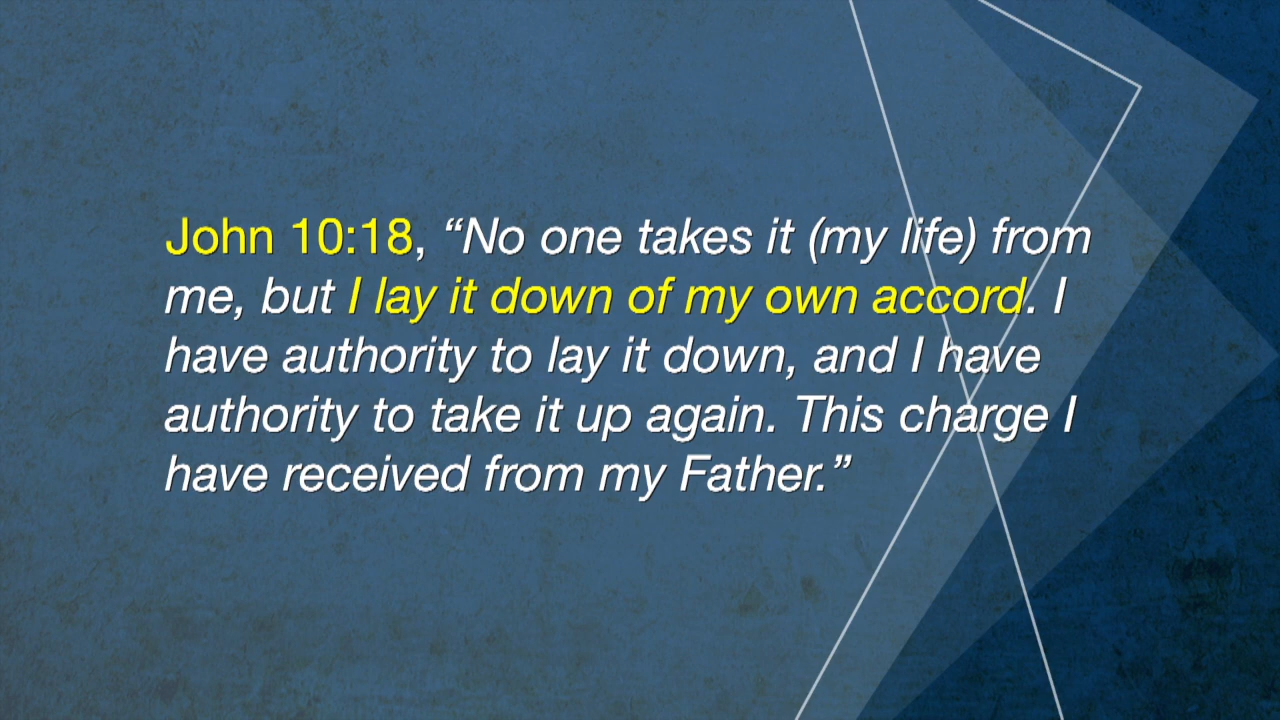 John 10:18, “No one takes it (my life) from
me, but I lay it down of my own accord. I
have authority to lay it down, and I have
authority to take it up again. This charge I
have received from my Father.”